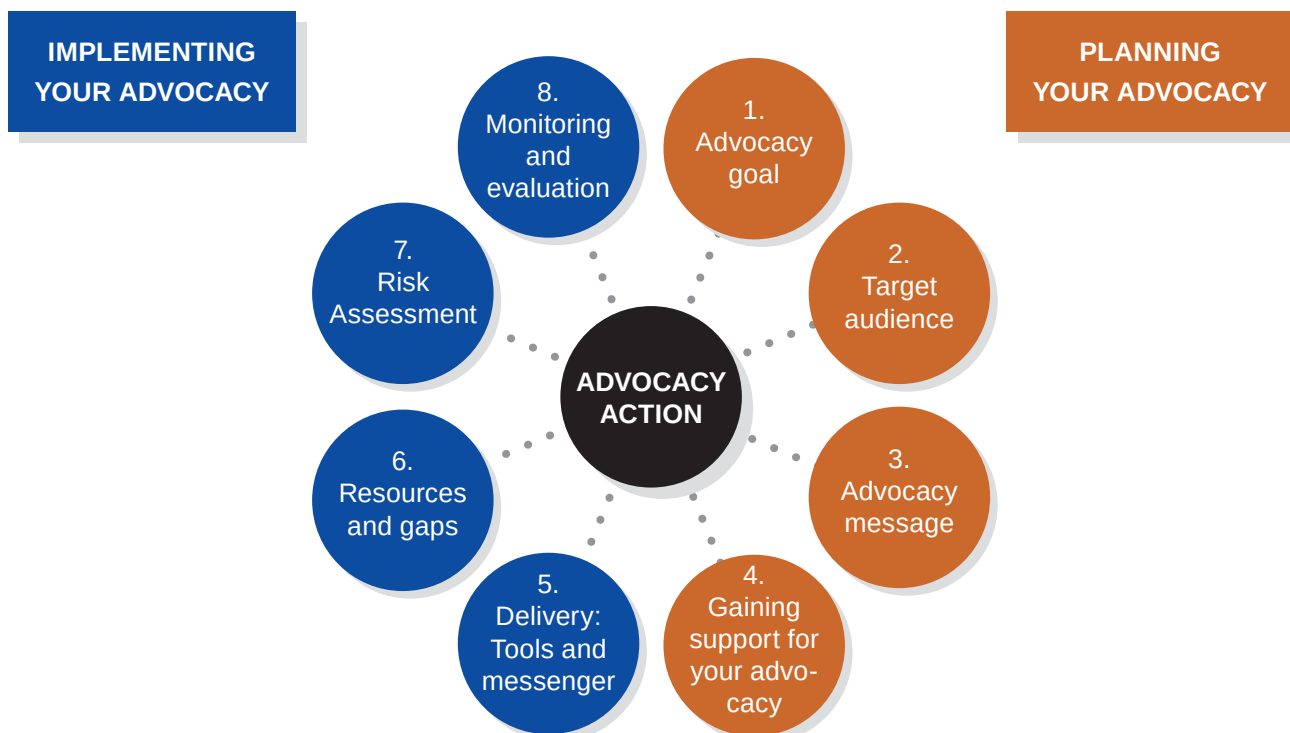 IMPLEMENTING
YOUR ADVOCACY
PLANNING
YOUR ADVOCACY
1.
Advocacy
goal
2.
Target
audience
3.
Advocacy
message
4.
Gaining
support for
your advo-
cacy
5.
Delivery:
Tools and
messenger
6.
Resources
and gaps
7.
Risk
Assessment
8.
Monitoring
and
evaluation
ADVOCACY
ACTION